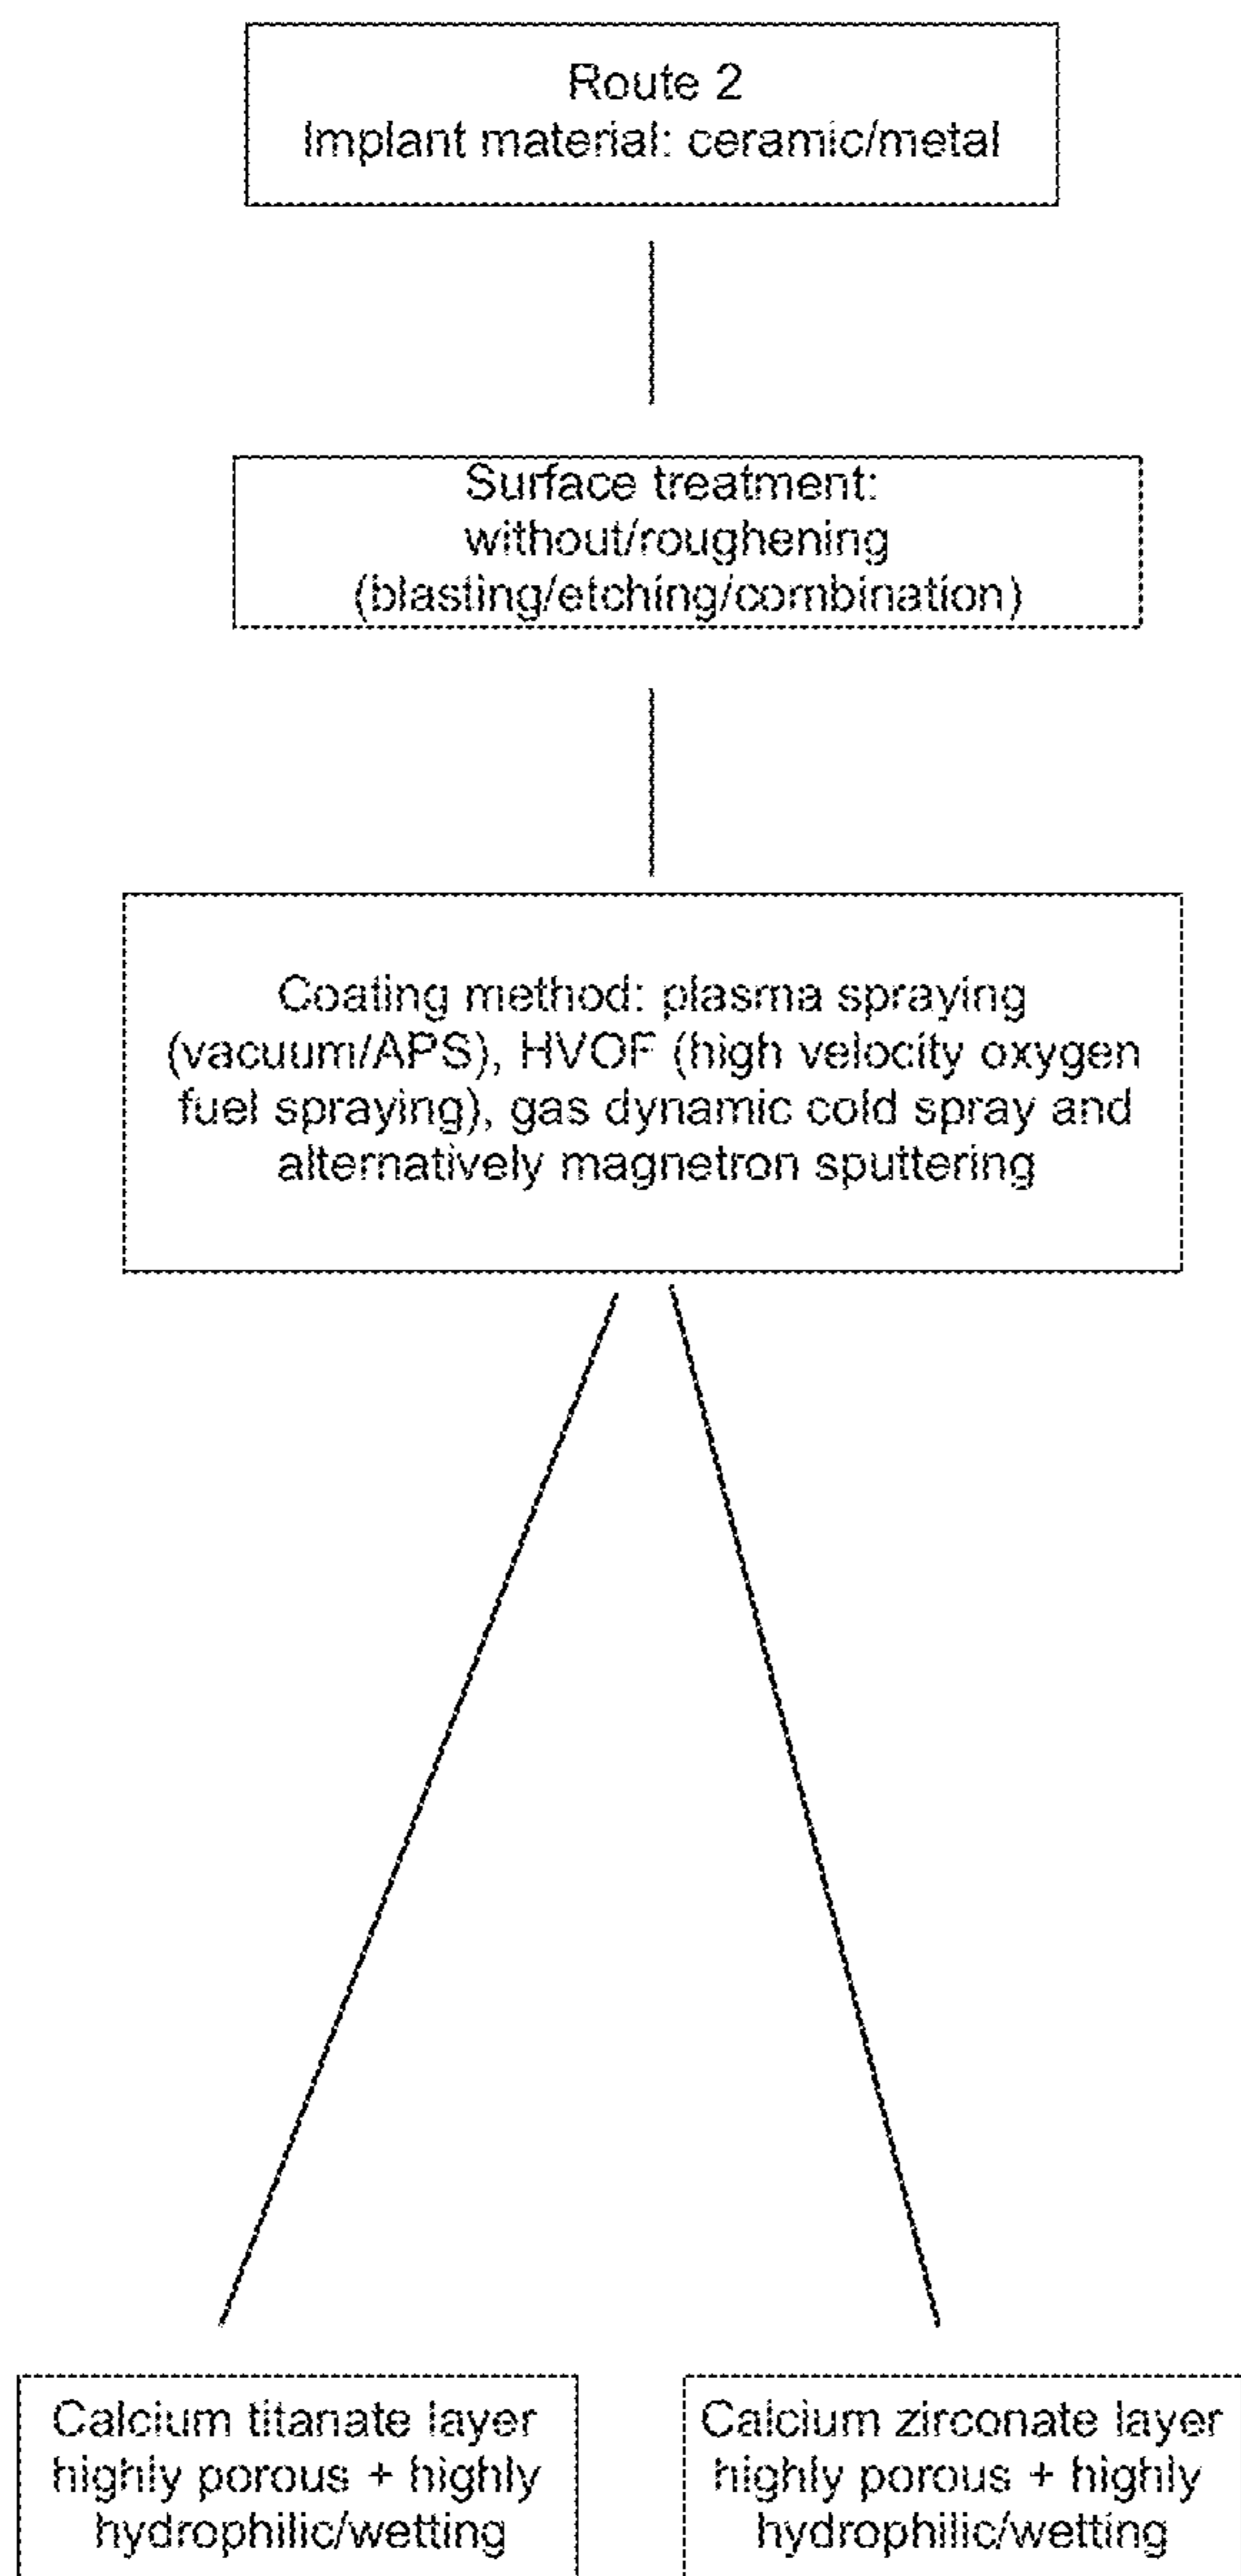 Route 2
Implant material: ceramic/metal
Surface treatment:
without/roughening
(blasting/etching/combination)
Coating method: plasma spraying
(vacuum/APS), HVOF (high velocity oxygen
fuel spraying), gas dynamic cold spray and
alternatively magnetron sputtering
Calcium titanate layer
highly porous + highly
hydrophilic/wetting
Calcium zirconate layer
highly porous + highly
hydrophilic/wetting